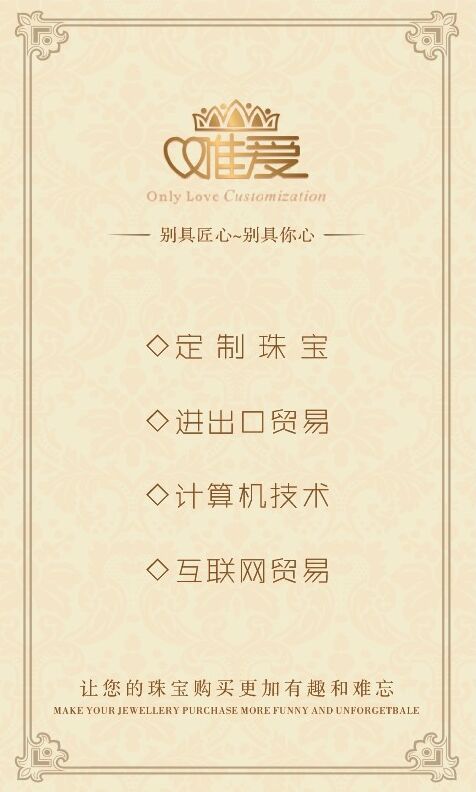 唯爱
Only Love Customization
别具匠心~别具你心
◇定制珠宝
◇进出口贸易
◇计算机技术
◇互联网贸易
让您的珠宝购买更加有趣和难忘
MAKE YOUR JEWELLERY PURCHASE MORE FUNNY AND UNFORGETBALE